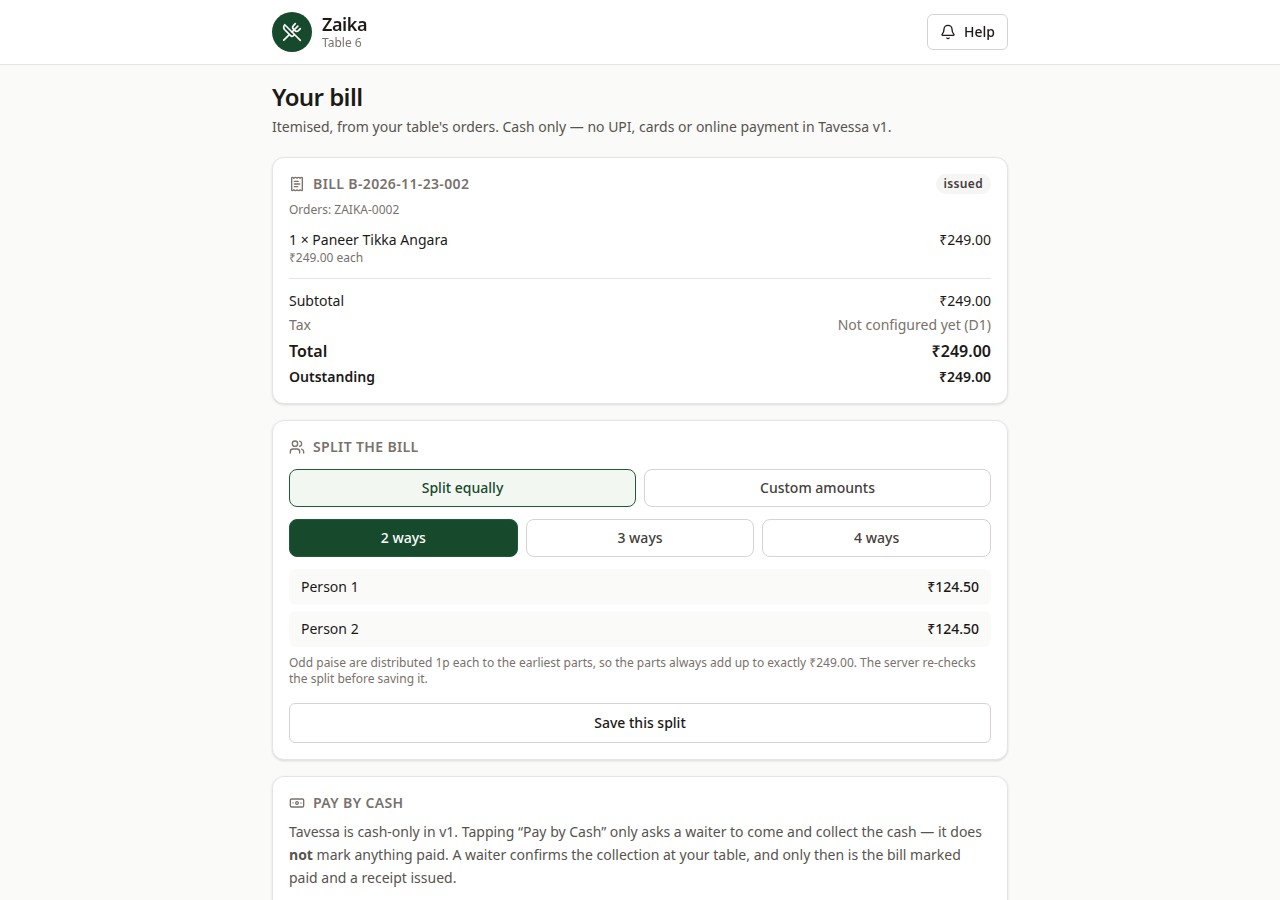 Zaika
Table 6
Help
Your bill
Itemised, from your table's orders. Cash only — no UPI, cards or online payment in Tavessa v1.
BILL B-2026-11-23-002
issued
Orders: ZAIKA-0002
1 × Paneer Tikka Angara ₹249.00
₹249.00 each
Subtotal ₹249.00
Tax Not configured yet (D1)
Total ₹249.00
Outstanding ₹249.00
SPLIT THE BILL
Split equally Custom amounts
2 ways 3 ways 4 ways
Person 1 ₹124.50
Person 2 ₹124.50
Odd paise are distributed 1p each to the earliest parts, so the parts always add up to exactly ₹249.00. The server re-checks
the split before saving it.
Save this split
PAY BY CASH
Tavessa is cash-only in v1. Tapping “Pay by Cash” only asks a waiter to come and collect the cash — it does
not mark anything paid. A waiter confirms the collection at your table, and only then is the bill marked
paid and a receipt issued.